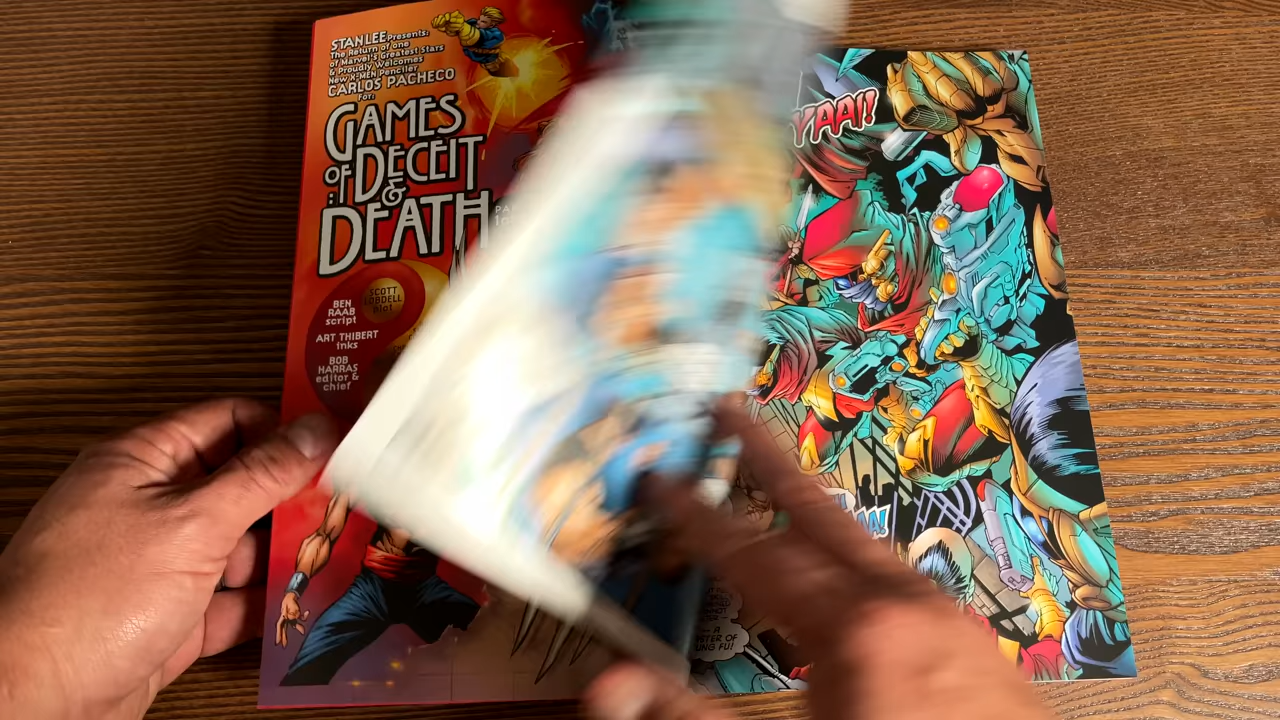 STAN LEE Presents:
The Return of one
of Marvel's Greatest Stars
& Proudly Welcomes
New X-MEN Penciler
CARLOS PACHECO
for:
GAMES
OF DECEIT
&
DEATH
BEN
RAAB
script
SCOTT
LOBDELL
plot
ART THIBERT
inks
BOB
HARRAS
editor &
chief
YAAI!
— A
OF
UNG FU!